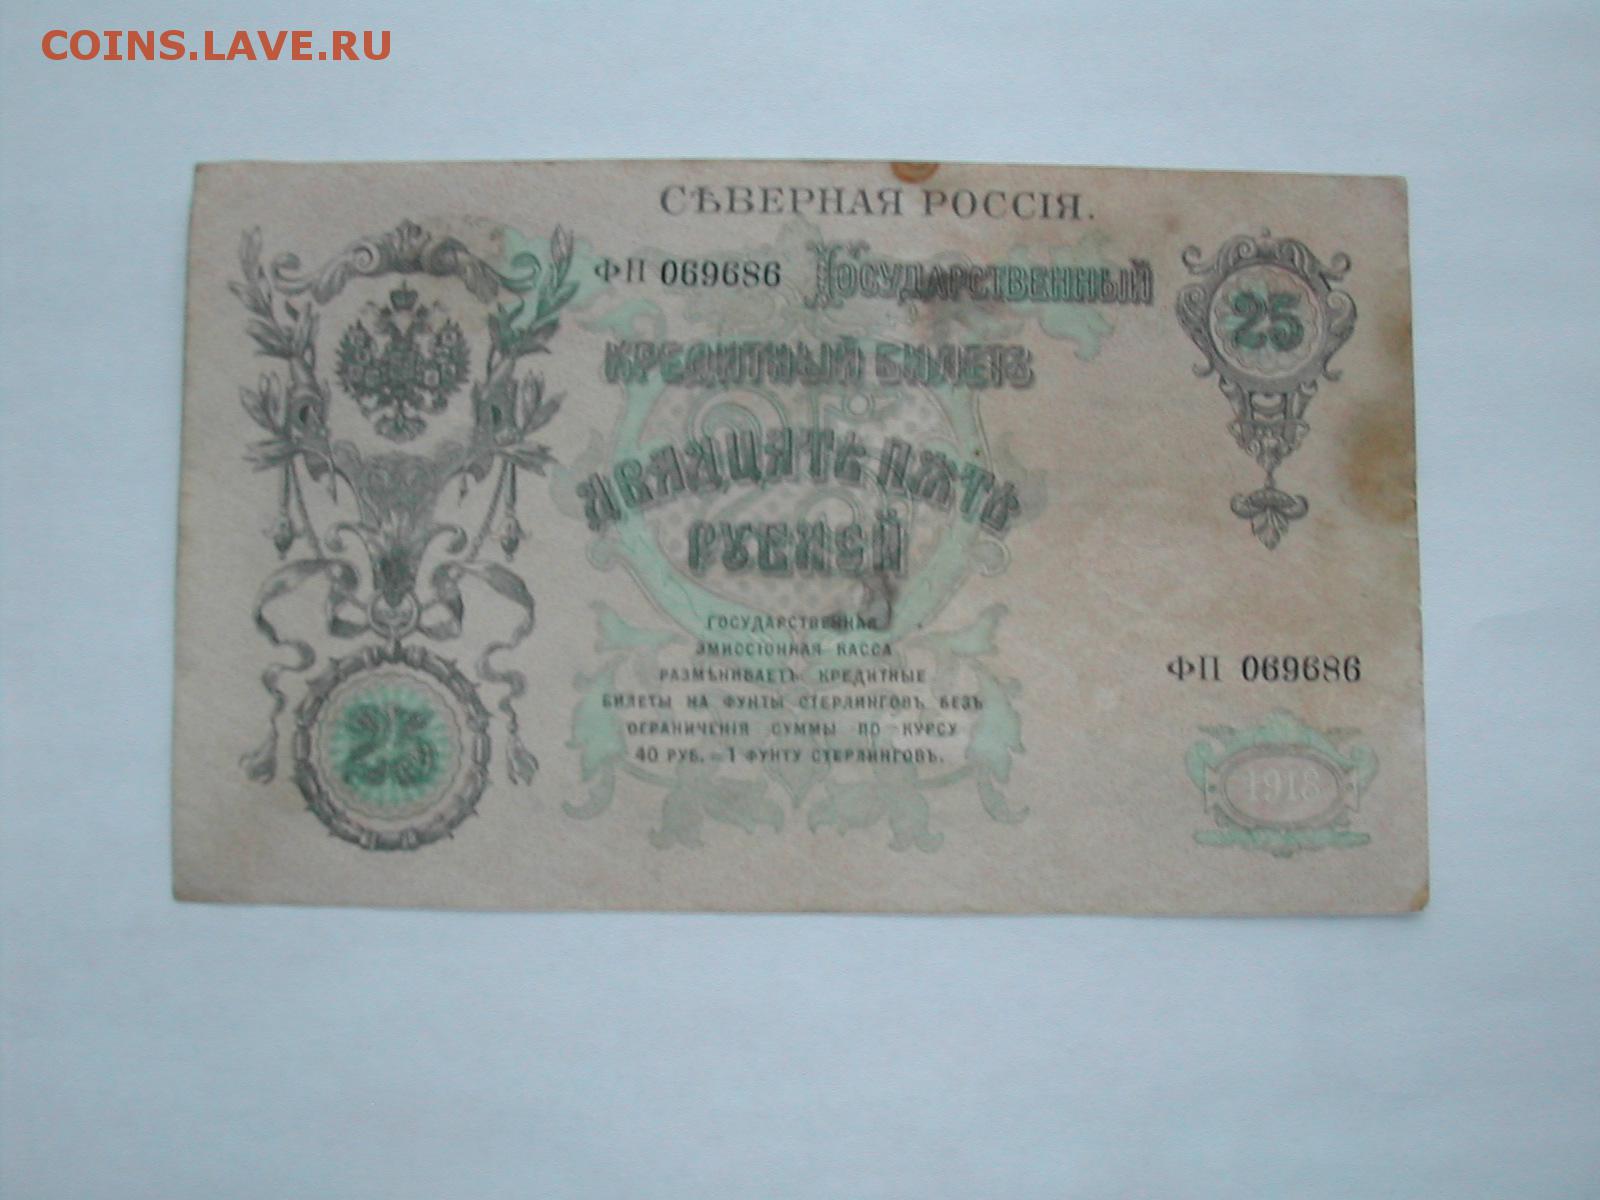 COINS.LAVE.RU
СѢВЕРНАЯ РОССІЯ.
ФП 069686
ГОСУДАРСТВЕННЫЙ
25
КРЕДИТНЫЙ БИЛЕТЪ
ДВАДЦАТЬ ПЯТЬ
РУБЛЕЙ
ГОСУДАРСТВЕННАЯ
ЭМИССІОННАЯ КАССА
РАЗМѢНИВАЕТЪ КРЕДИТНЫЕ
БИЛЕТЫ НА ФУНТЫ СТЕРЛИНГОВЪ БЕЗЪ
ОГРАНИЧЕНІЯ СУММЫ ПО КУРСУ
40 РУБ. = 1 ФУНТУ СТЕРЛИНГОВЪ.
ФП 069686
25
1918